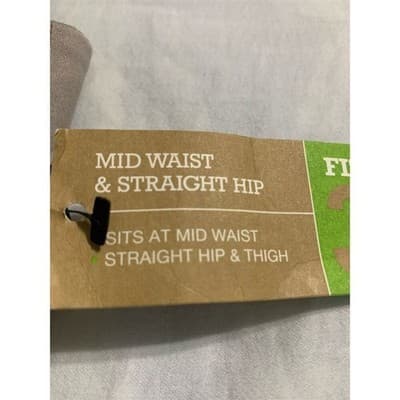 MID WAIST
& STRAIGHT HIP
SITS AT MID WAIST
STRAIGHT HIP & THIGH